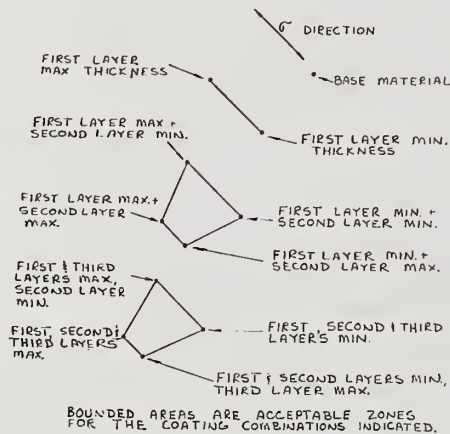 σ DIRECTION
FIRST LAYER
MAX THICKNESS
BASE MATERIAL
FIRST LAYER MAX +
SECOND LAYER MIN.
FIRST LAYER MIN.
THICKNESS
FIRST LAYER MAX. +
SECOND LAYER
MAX.
FIRST LAYER MIN. +
SECOND LAYER MIN.
FIRST LAYER MIN. +
SECOND LAYER MAX.
FIRST & THIRD
LAYERS MAX,
SECOND LAYER
MIN.
FIRST, SECOND &
THIRD LAYERS
MAX.
FIRST, SECOND & THIRD
LAYERS MIN.
FIRST & SECOND LAYERS MIN.,
THIRD LAYER MAX.
BOUNDED AREAS ARE ACCEPTABLE ZONES
FOR THE COATING COMBINATIONS INDICATED.